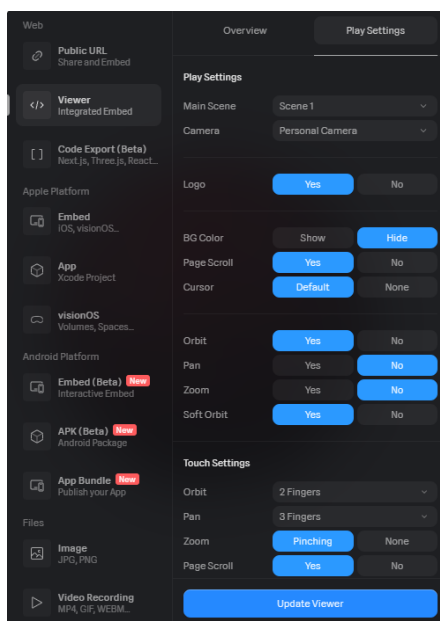 Web
Public URL
Share and Embed
Viewer
Integrated Embed
Code Export (Beta)
Next.js, Three.js, React...
Apple Platform
Embed
iOS, visionOS...
App
Xcode Project
visionOS
Volumes, Spaces...
Android Platform
Embed (Beta) New
Interactive Embed
APK (Beta) New
Android Package
App Bundle New
Publish your App
Files
Image
JPG, PNG
Video Recording
MP4, GIF, WEBM...
Overview Play Settings
Play Settings
Main Scene Scene 1
Camera Personal Camera
Logo Yes No
BG Color Show Hide
Page Scroll Yes No
Cursor Default None
Orbit Yes No
Pan Yes No
Zoom Yes No
Soft Orbit Yes No
Touch Settings
Orbit 2 Fingers
Pan 3 Fingers
Zoom Pinching None
Page Scroll Yes No
Update Viewer